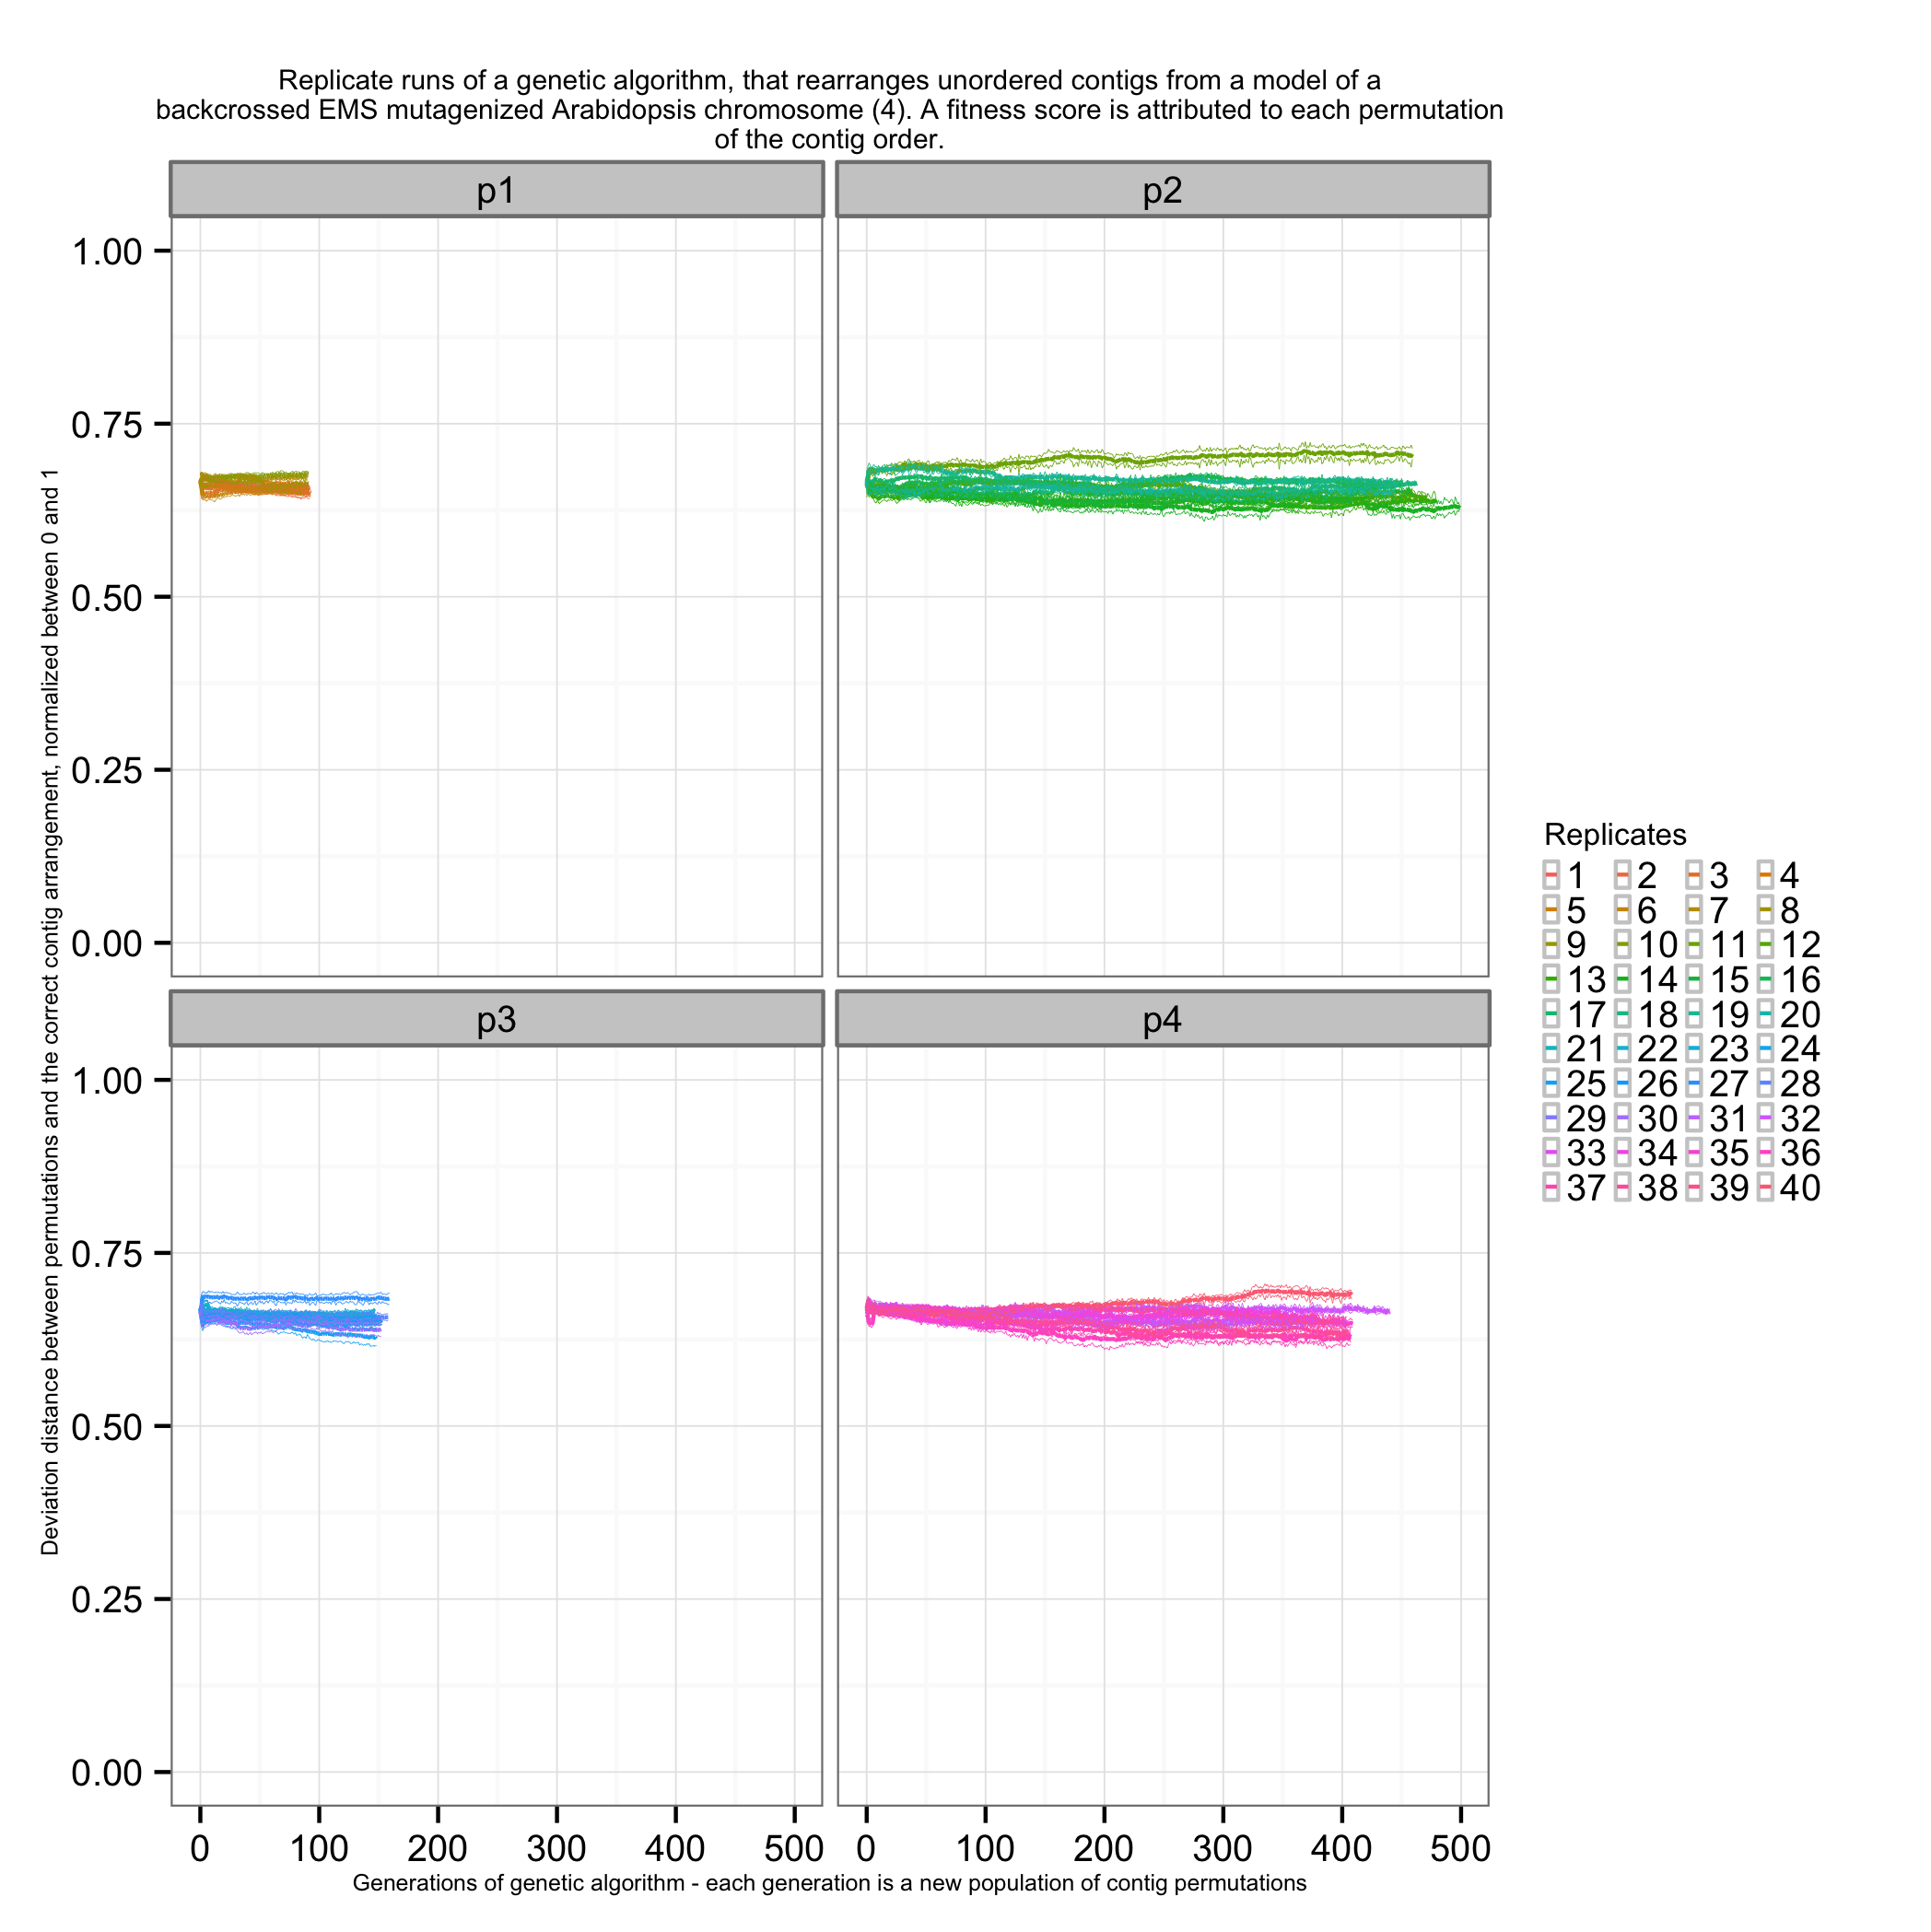 Replicate runs of a genetic algorithm, that rearranges unordered contigs from a model of a
backcrossed EMS mutagenized Arabidopsis chromosome (4). A fitness score is attributed to each permutation
of the contig order.
p1
p2
1.00
0.75
0.50
0.25
0.00
p3
p4
1.00
0.75
0.50
0.25
0.00
0 100 200 300 400 500
0 100 200 300 400 500
Generations of genetic algorithm - each generation is a new population of contig permutations
Deviation distance between permutations and the correct contig arrangement, normalized between 0 and 1
Replicates
1 2 3 4
5 6 7 8
9 10 11 12
13 14 15 16
17 18 19 20
21 22 23 24
25 26 27 28
29 30 31 32
33 34 35 36
37 38 39 40